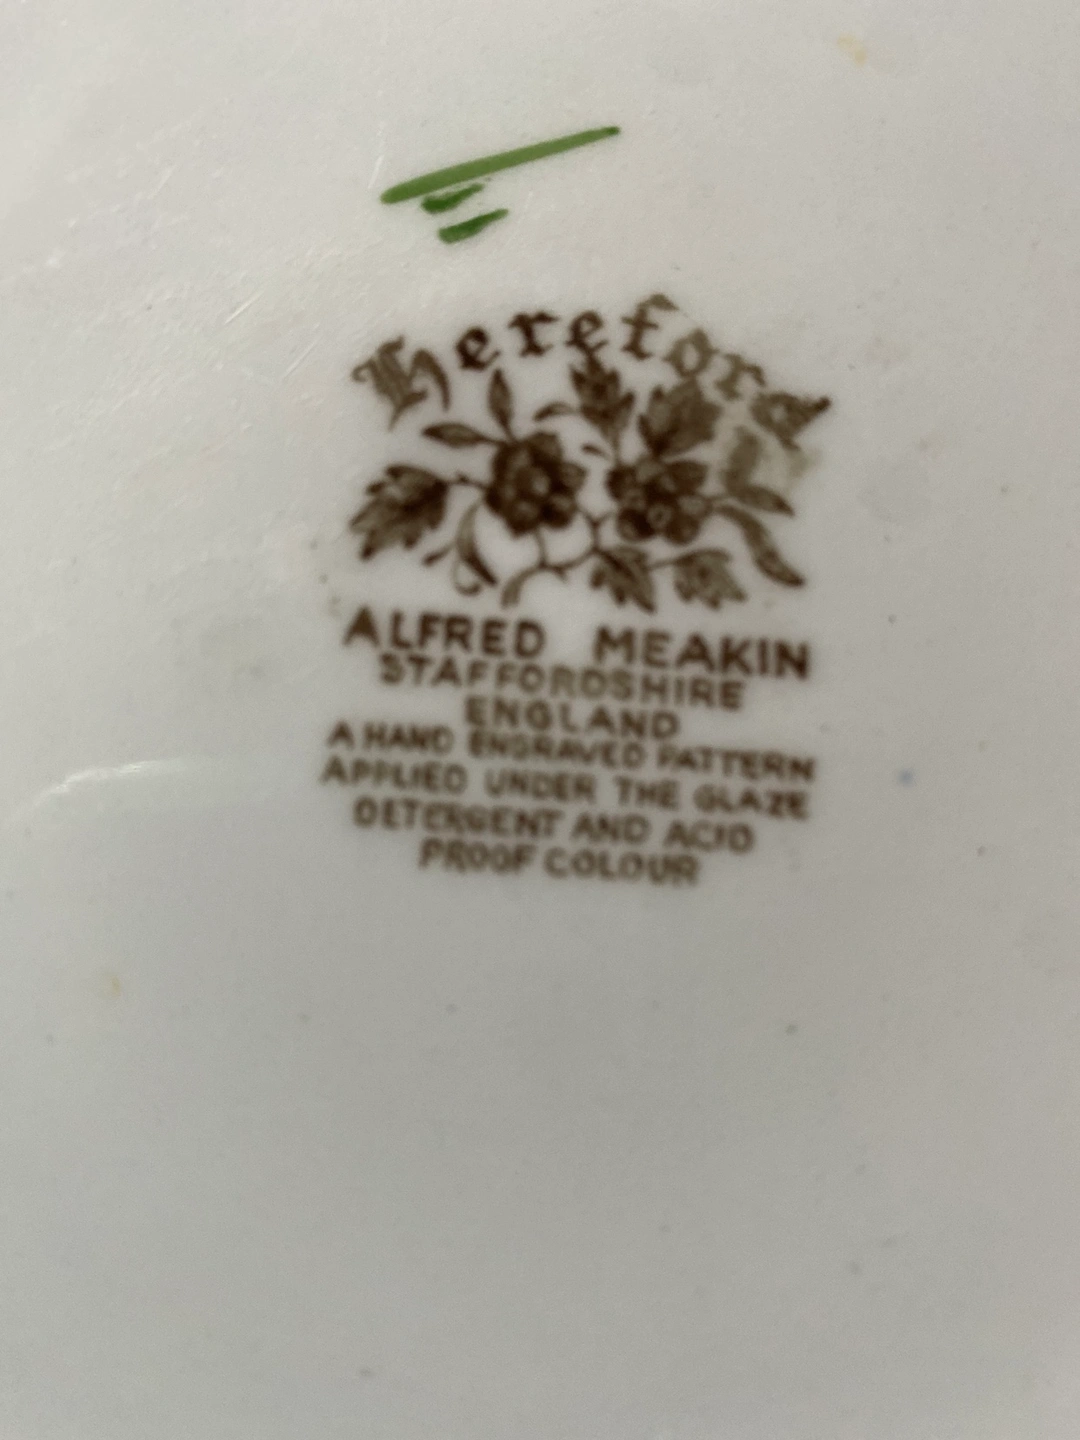 Hereford
ALFRED MEAKIN
STAFFORDSHIRE
ENGLAND
A HAND ENGRAVED PATTERN
APPLIED UNDER THE GLAZE
DETERGENT AND ACID
PROOF COLOUR